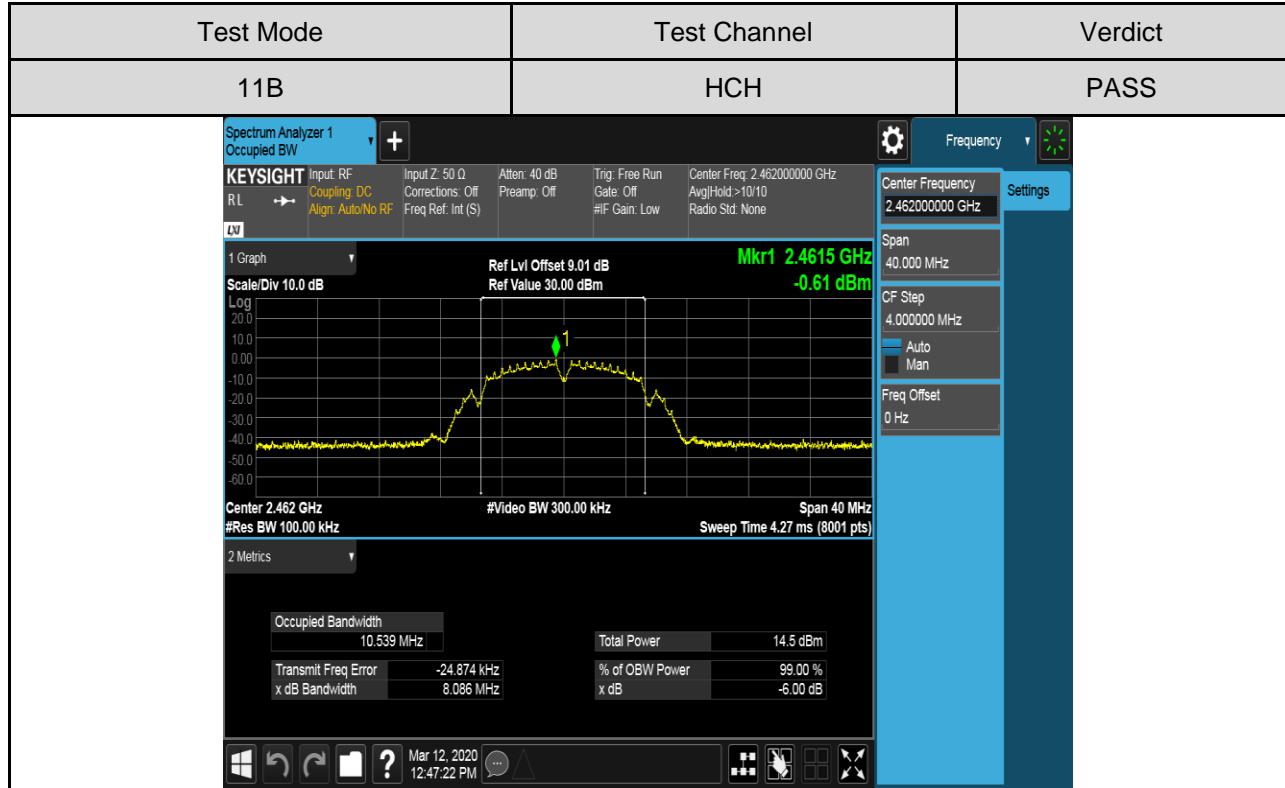 Test Mode Test Channel Verdict
11B HCH PASS
Spectrum Analyzer 1
Occupied BW
+
Frequency
KEYSIGHT
RL
LXI
Input: RF
Coupling: DC
Align: Auto/No RF
Input Z: 50 Ω
Corrections: Off
Freq Ref: Int (S)
Atten: 40 dB
Preamp: Off
Trig: Free Run
Gate: Off
#IF Gain: Low
Center Freq: 2.462000000 GHz
Avg|Hold:>10/10
Radio Std: None
Center Frequency
2.462000000 GHz
Settings
Span
40.000 MHz
CF Step
4.000000 MHz
Auto
Man
Freq Offset
0 Hz
1 Graph
Scale/Div 10.0 dB
Ref Lvl Offset 9.01 dB
Ref Value 30.00 dBm
Mkr1 2.4615 GHz
-0.61 dBm
Log
20.0
10.0
0.00
-10.0
-20.0
-30.0
-40.0
-50.0
-60.0
1
Center 2.462 GHz #Video BW 300.00 kHz Span 40 MHz
#Res BW 100.00 kHz Sweep Time 4.27 ms (8001 pts)
2 Metrics
Occupied Bandwidth
10.539 MHz
Total Power 14.5 dBm
Transmit Freq Error -24.874 kHz % of OBW Power 99.00 %
x dB Bandwidth 8.086 MHz x dB -6.00 dB
?
Mar 12, 2020
12:47:22 PM